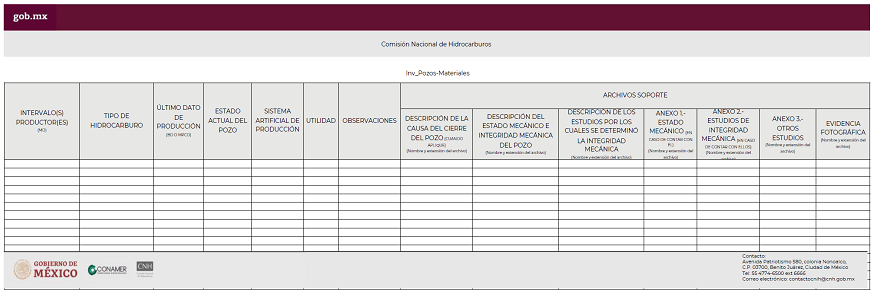 gob.mx
Comisión Nacional de Hidrocarburos
Inv_Pozos-Materiales
INTERVALO(S)
PRODUCTOR(ES)
(MD)
TIPO DE
HIDROCARBURO
ÚLTIMO DATO
DE
PRODUCCIÓN
(BD O MMPCD)
ESTADO
ACTUAL DEL
POZO
SISTEMA
ARTIFICIAL DE
PRODUCCIÓN
UTILIDAD
OBSERVACIONES
ARCHIVOS SOPORTE
DESCRIPCIÓN DE LA
CAUSA DEL CIERRE
DEL POZO (CUANDO
APLIQUE)
(Nombre y extensión del archivo)
DESCRIPCIÓN DEL
ESTADO MECÁNICO E
INTEGRIDAD MECÁNICA
DEL POZO
(Nombre y extensión del archivo)
DESCRIPCIÓN DE LOS
ESTUDIOS POR LOS
CUALES SE DETERMINÓ
LA INTEGRIDAD
MECÁNICA
(Nombre y extensión del archivo)
ANEXO 1.-
ESTADO
MECÁNICO (EN
CASO DE CONTAR CON
ÉL)
(Nombre y extensión del
archivo)
ANEXO 2.-
ESTUDIOS DE
INTEGRIDAD
MECÁNICA (EN CASO
DE CONTAR CON ELLOS)
(Nombre y extensión del
archivo)
ANEXO 3.-
OTROS
ESTUDIOS
(Nombre y extensión del
archivo)
EVIDENCIA
FOTOGRÁFICA
(Nombre y extensión del
archivo)
GOBIERNO DE
MÉXICO
CONAMER
CNH
Contacto:
Avenida Patriotismo 580, colonia Nonoalco,
C.P. 03700, Benito Juárez, Ciudad de México
Tel: 55 4774-6500 ext 6666
Correo electrónico: contactocnih@cnh.gob.mx